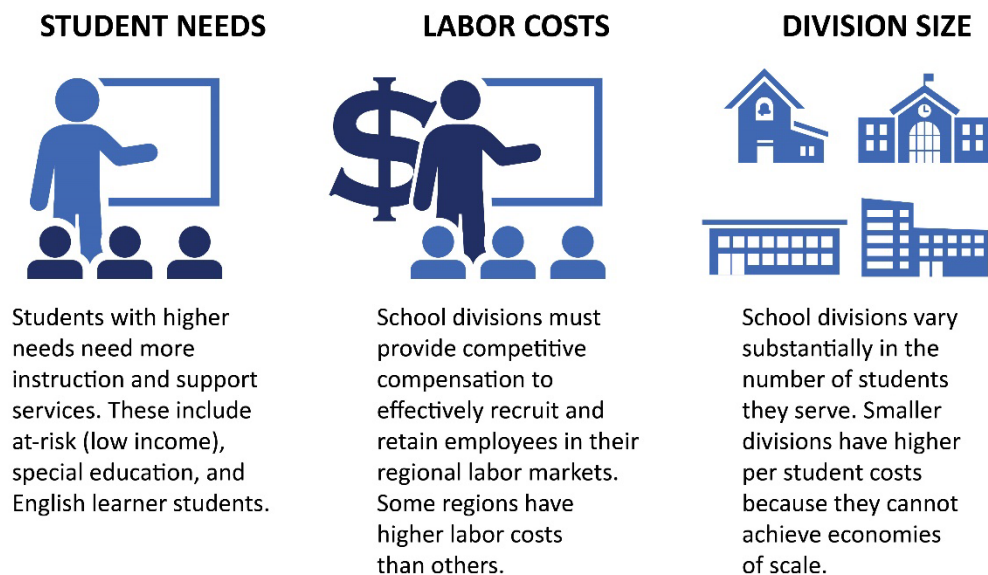 STUDENT NEEDS
Students with higher
needs need more
instruction and support
services. These include
at-risk (low income),
special education, and
English learner students.
LABOR COSTS
School divisions must
provide competitive
compensation to
effectively recruit and
retain employees in their
regional labor markets.
Some regions have
higher labor costs
than others.
DIVISION SIZE
School divisions vary
substantially in the
number of students
they serve. Smaller
divisions have higher
per student costs
because they cannot
achieve economies
of scale.